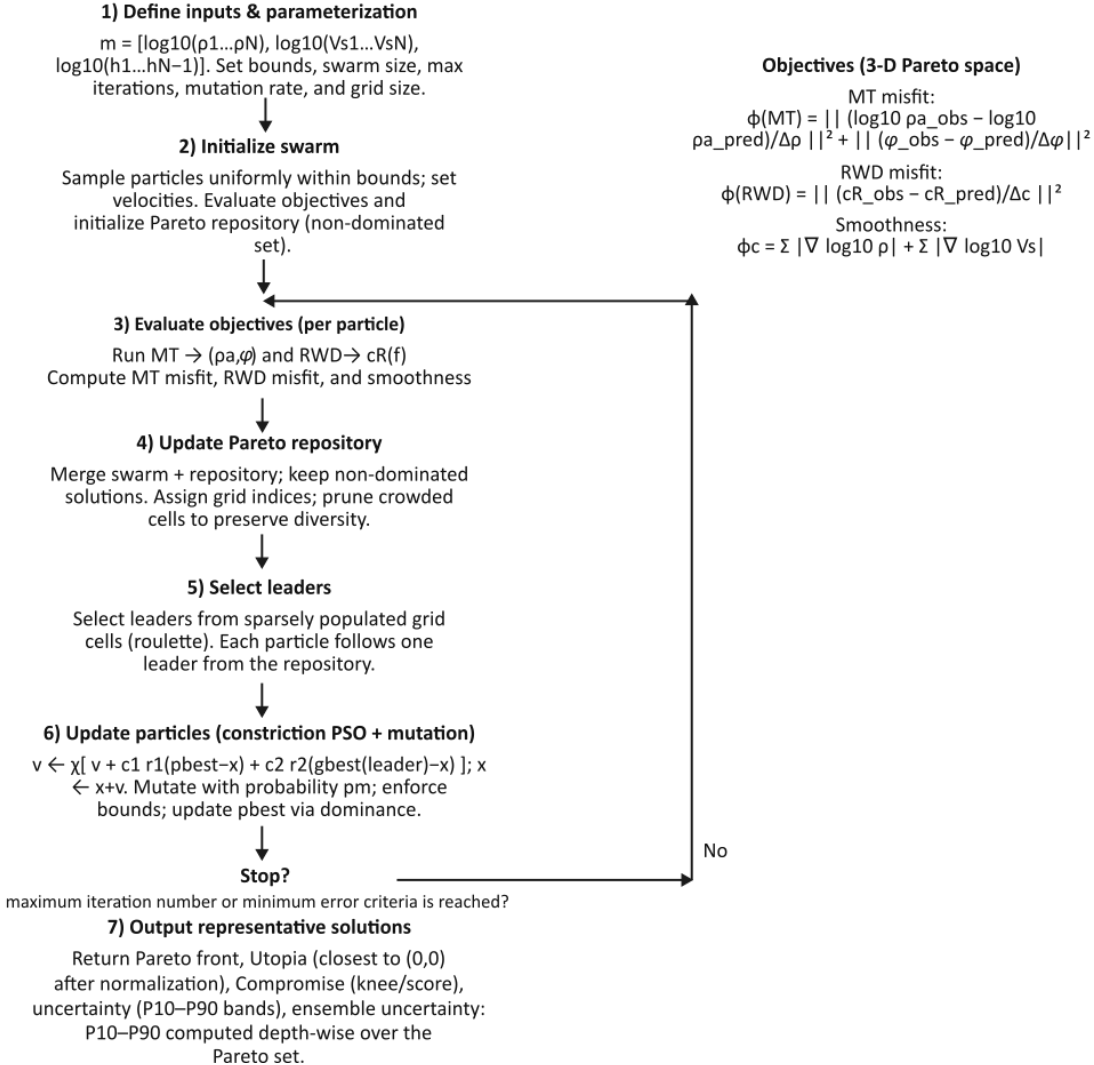 1) Define inputs & parameterization
m = [log10(ρ1…ρN), log10(Vs1…VsN),
log10(h1…hN−1)]. Set bounds, swarm size, max
iterations, mutation rate, and grid size.
2) Initialize swarm
Sample particles uniformly within bounds; set
velocities. Evaluate objectives and
initialize Pareto repository (non-dominated
set).
3) Evaluate objectives (per particle)
Run MT → (ρa,φ) and RWD→ cR(f)
Compute MT misfit, RWD misfit, and smoothness
4) Update Pareto repository
Merge swarm + repository; keep non-dominated
solutions. Assign grid indices; prune crowded
cells to preserve diversity.
5) Select leaders
Select leaders from sparsely populated grid
cells (roulette). Each particle follows one
leader from the repository.
6) Update particles (constriction PSO + mutation)
v ← χ[ v + c1 r1(pbest−x) + c2 r2(gbest(leader)−x) ]; x
← x+v. Mutate with probability pm; enforce
bounds; update pbest via dominance.
Stop?
maximum iteration number or minimum error criteria is reached?
No
7) Output representative solutions
Return Pareto front, Utopia (closest to (0,0)
after normalization), Compromise (knee/score),
uncertainty (P10–P90 bands), ensemble uncertainty:
P10–P90 computed depth-wise over the
Pareto set.
Objectives (3-D Pareto space)
MT misfit:
ϕ(MT) = || (log10 ρa_obs − log10
ρa_pred)/Δρ ||² + || (φ_obs − φ_pred)/Δφ||²
RWD misfit:
ϕ(RWD) = || (cR_obs − cR_pred)/Δc ||²
Smoothness:
ϕc = Σ |∇ log10 ρ| + Σ |∇ log10 Vs|